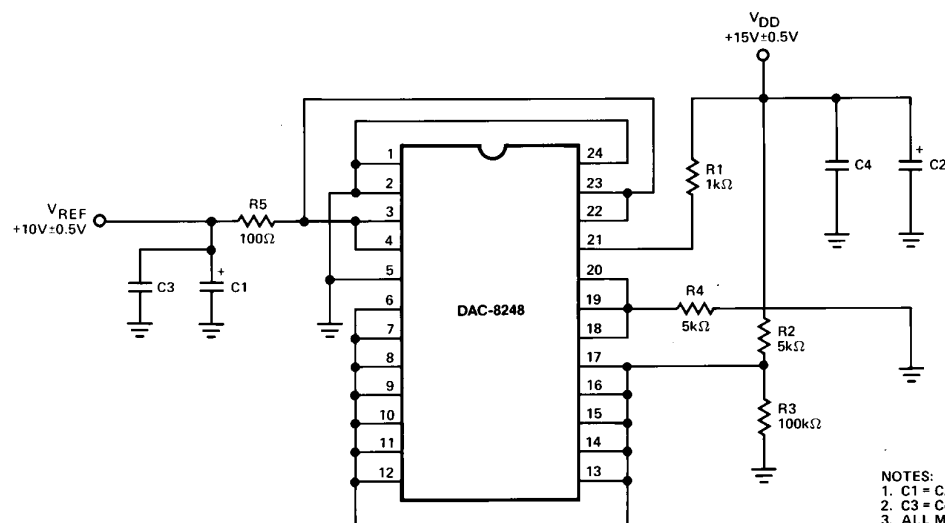 VDD
+15V±0.5V
1
2
3
4
5
6
7
8
9
10
11
12
24
23
22
21
20
19
18
17
16
15
14
13
DAC-8248
VREF
+10V±0.5V
R5
100Ω
C3
+
C1
R1
1kΩ
C4
+
C2
R4
5kΩ
R2
5kΩ
R3
100kΩ
NOTES:
1. C1 = C
2. C3 = C
3. ALL M